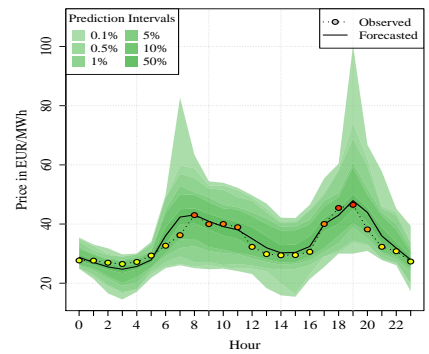 Prediction Intervals
0.1% 5%
0.5% 10%
1% 50%
Observed
Forecasted
Price in EUR/MWh
100
80
60
40
20
0 2 4 6 8 10 12 14 16 18 20 22
Hour